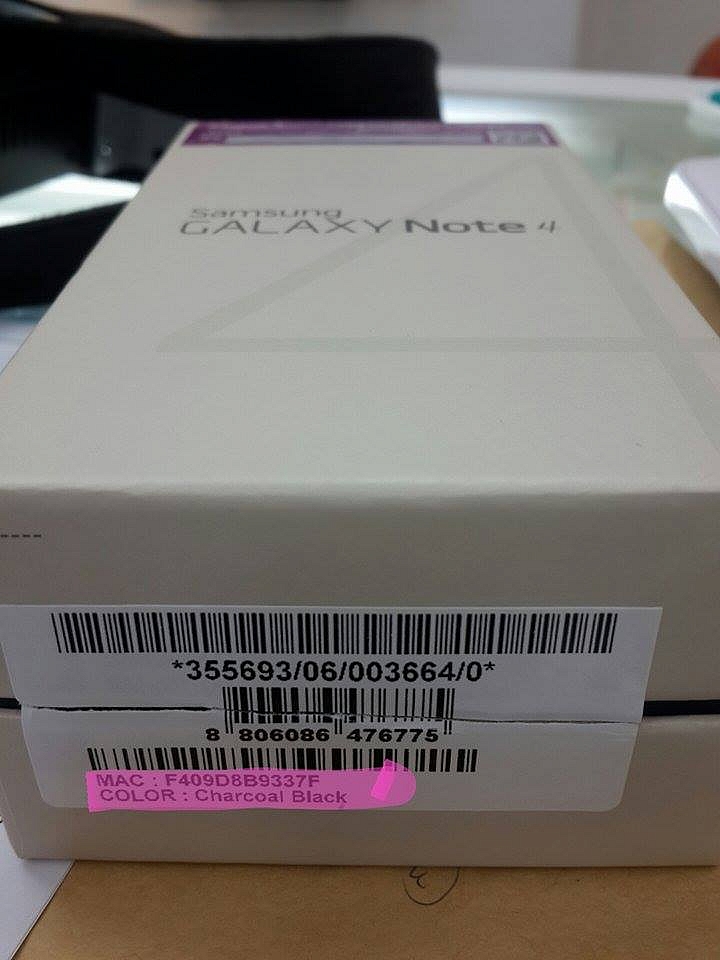 Samsung
GALAXY Note 4
*355693/06/003664/0*
8 806086 476775
MAC : F409D8B9337F
COLOR : Charcoal Black